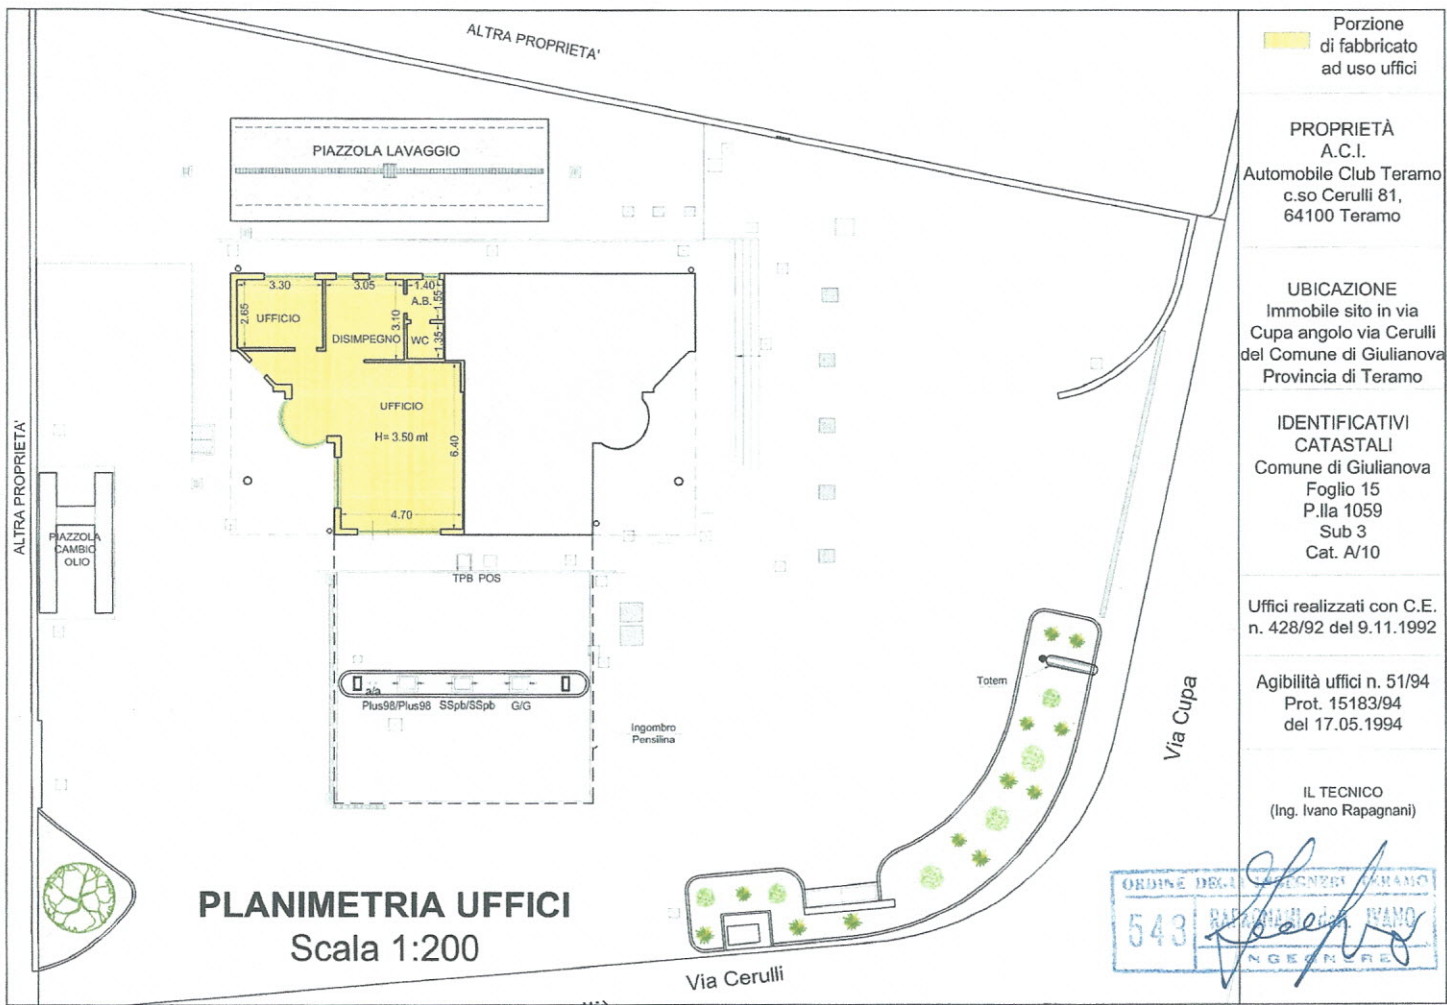 ALTRA PROPRIETA'
PIAZZOLA LAVAGGIO
3.30
3.05
1.40
2.65
UFFICIO
A.B.
1.55
DISIMPEGNO
3.10
WC
1.35
UFFICIO
H= 3.50 mt
6.40
4.70
ALTRA PROPRIETA'
PIAZZOLA
CAMBIO
OLIO
TPB POS
a/a
Plus98/Plus98 SSpb/SSpb G/G
Ingombro
Pensilina
Totem
Via Cupa
PLANIMETRIA UFFICI
Scala 1:200
Via Cerulli
Porzione
di fabbricato
ad uso uffici
PROPRIETÀ
A.C.I.
Automobile Club Teramo
c.so Cerulli 81,
64100 Teramo
UBICAZIONE
Immobile sito in via
Cupa angolo via Cerulli
del Comune di Giulianova
Provincia di Teramo
IDENTIFICATIVI
CATASTALI
Comune di Giulianova
Foglio 15
P.lla 1059
Sub 3
Cat. A/10
Uffici realizzati con C.E.
n. 428/92 del 9.11.1992
Agibilità uffici n. 51/94
Prot. 15183/94
del 17.05.1994
IL TECNICO
(Ing. Ivano Rapagnani)
ORDINE TERAMO
543 IVANO